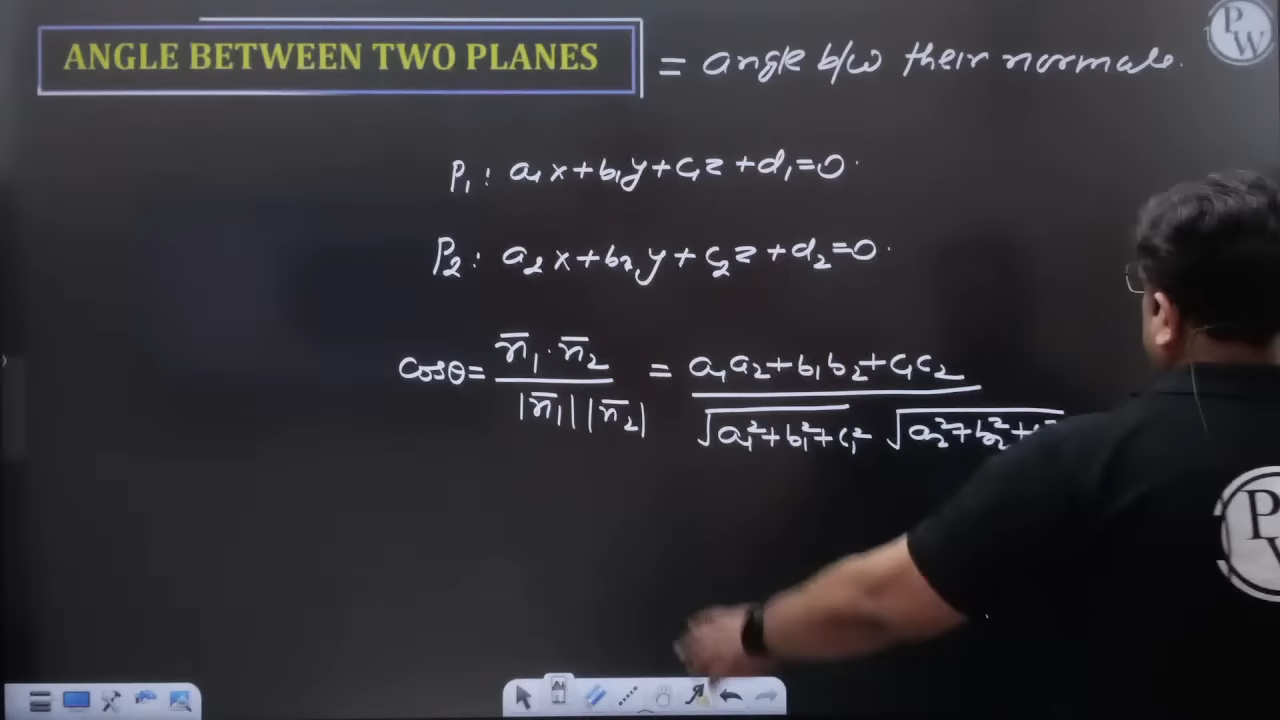 ANGLE BETWEEN TWO PLANES = angle b/w their normals.
P W
P₁ : a₁x + b₁y + c₁z + d₁ = 0.
P₂ : a₂x + b₂y + c₂z + d₂ = 0.
cosθ = n̅₁ · n̅₂ / |n̅₁| |n̅₂| = a₁a₂ + b₁b₂ + c₁c₂ / √a₁² + b₁² + c₁² √a₂² + b₂² +
P W